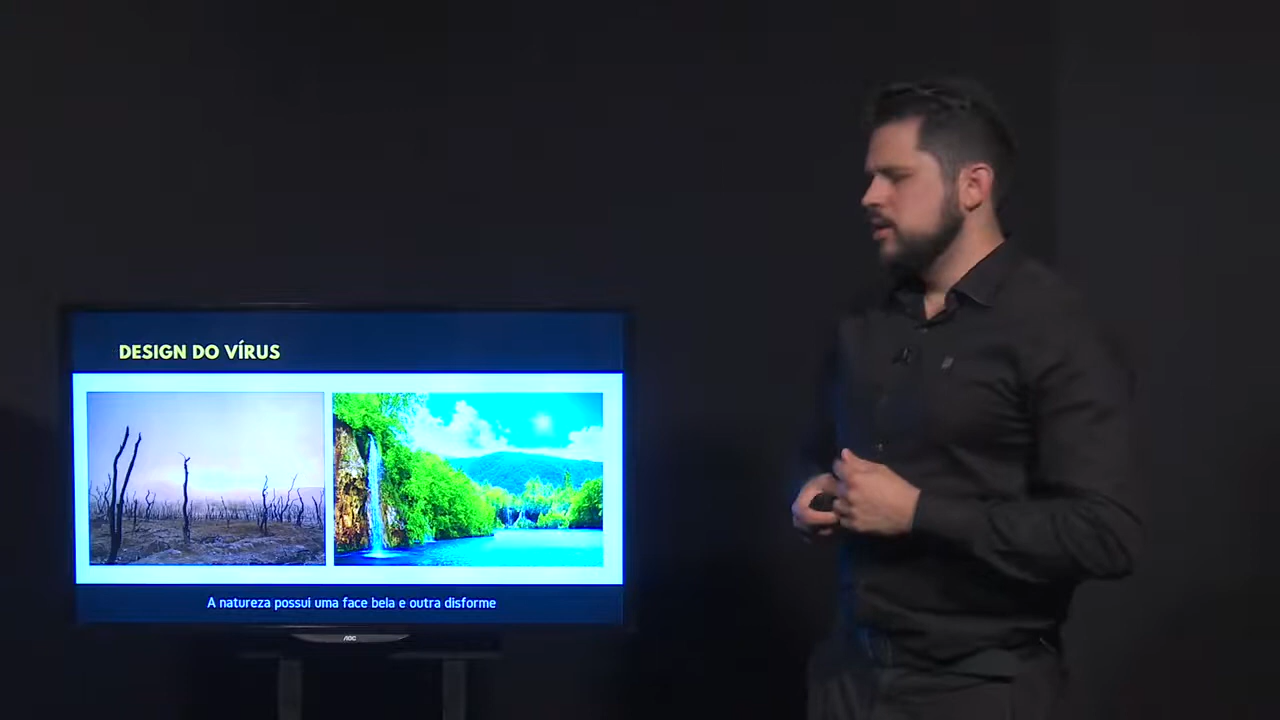 DESIGN DO VÍRUS
A natureza possui uma face bela e outra disforme
AOC